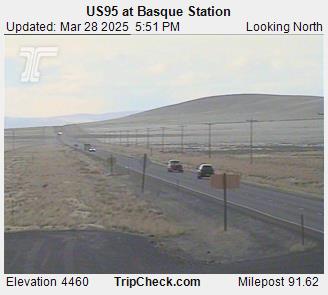 US95 at Basque Station
Updated: Mar 28 2025  5:51 PM    Looking North
Elevation 4460    TripCheck.com    Milepost 91.62